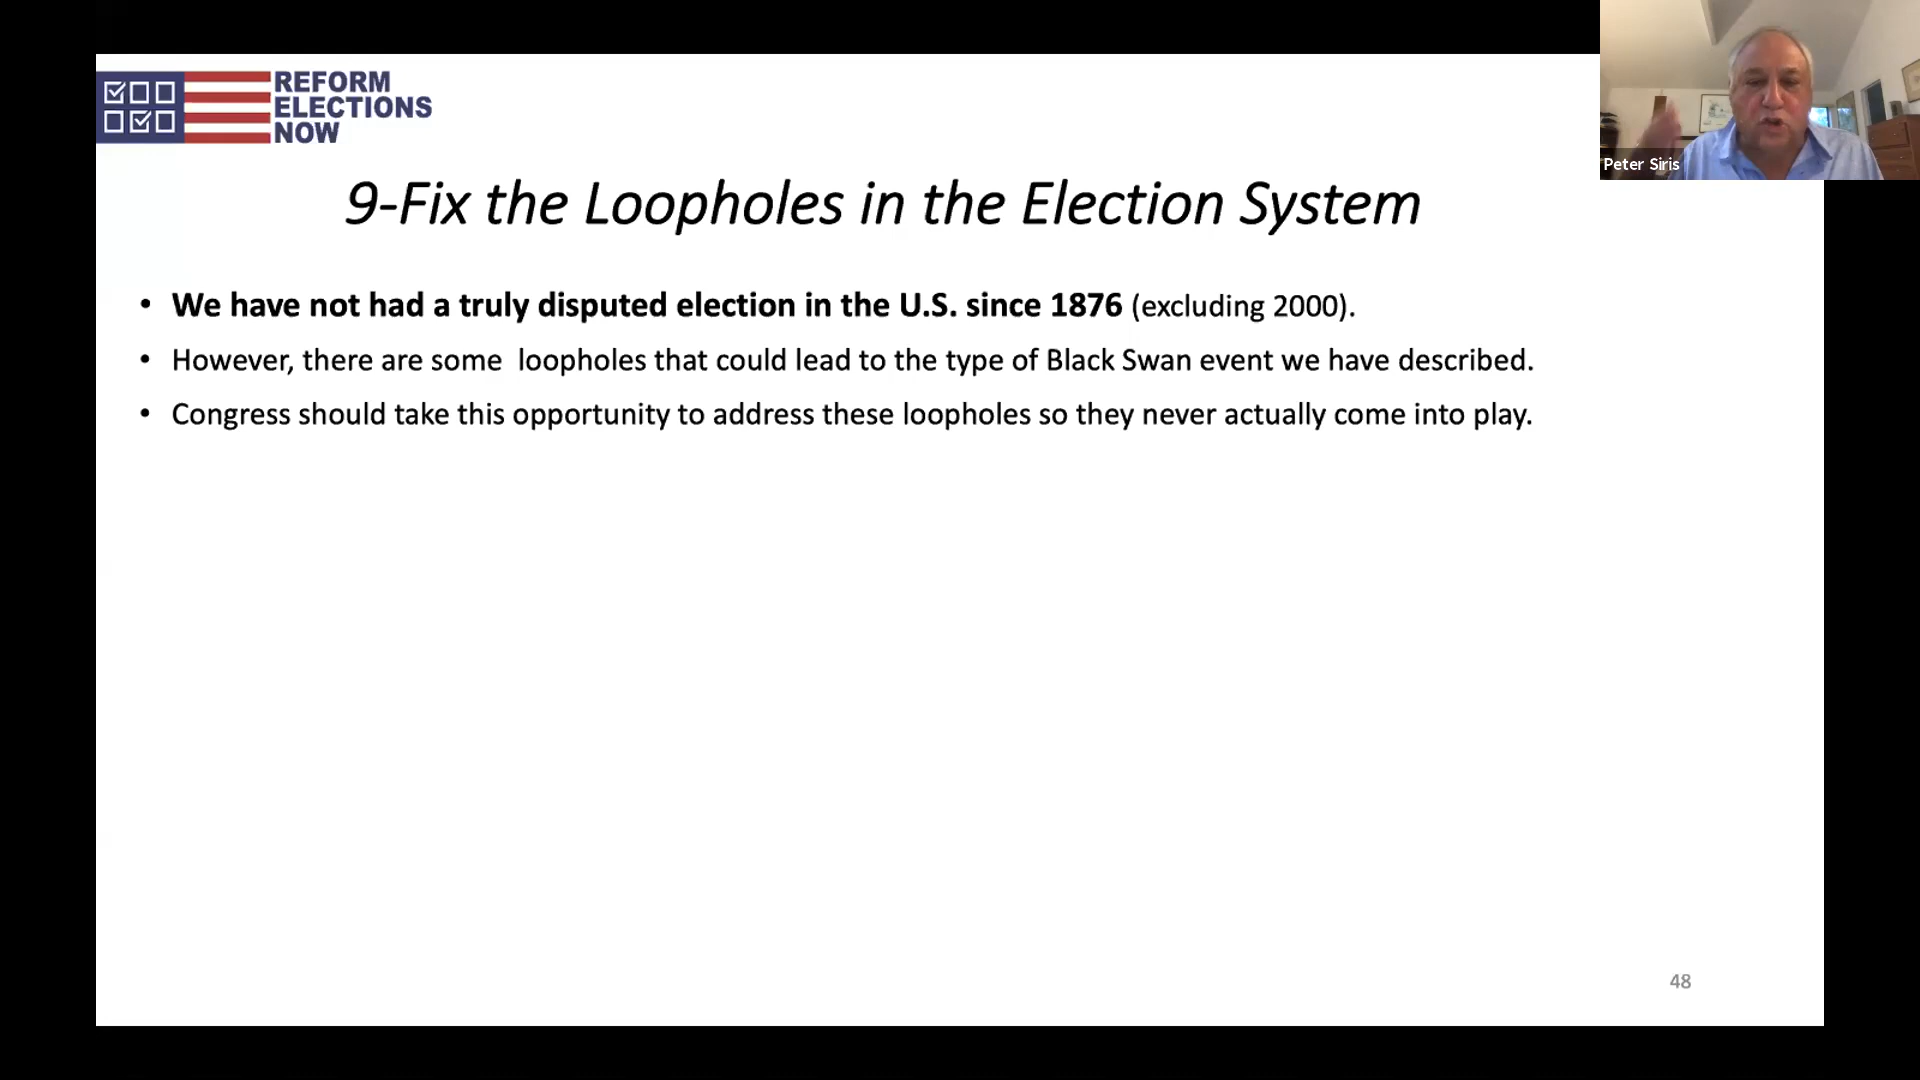 REFORM
ELECTIONS
NOW
Peter Siris
9-Fix the Loopholes in the Election System
• We have not had a truly disputed election in the U.S. since 1876 (excluding 2000).
• However, there are some  loopholes that could lead to the type of Black Swan event we have described.
• Congress should take this opportunity to address these loopholes so they never actually come into play.
48